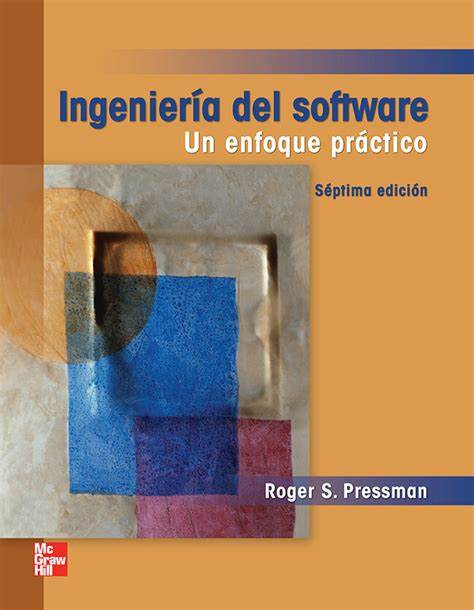 Ingeniería del software
Un enfoque práctico
Séptima edición
Roger S. Pressman
Mc
Graw
Hill